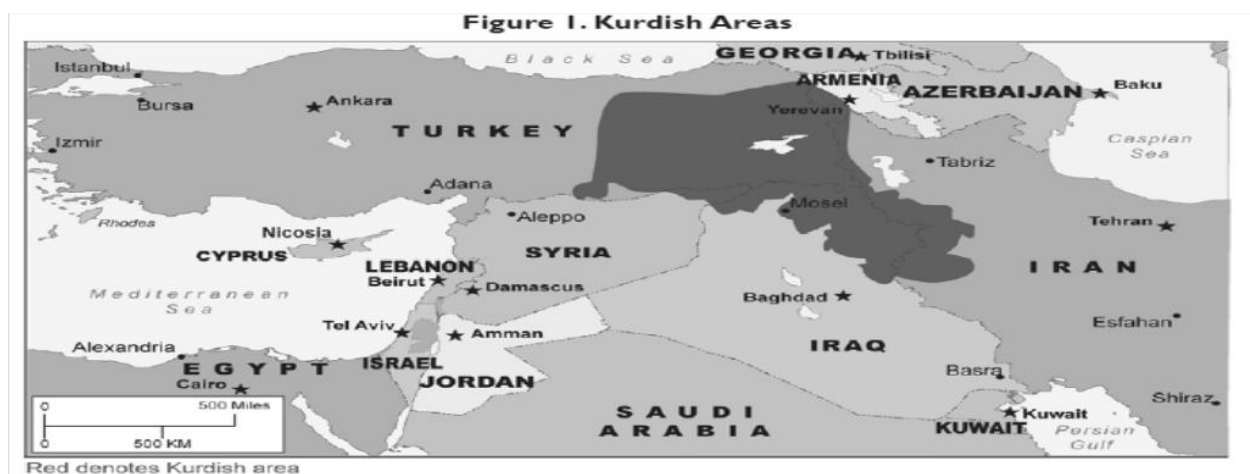 Figure 1. Kurdish Areas
Black Sea
GEORGIA
Tbilisi
Istanbul
ARMENIA
Baku
Bursa
Ankara
AZERBAIJAN
Yerevan
TURKEY
Caspian
Sea
Izmir
Tabriz
Adana
Mosel
Aleppo
Rhodes
Tehran
Nicosia
CYPRUS
SYRIA
LEBANON
IRAN
Beirut
Damascus
Mediterranean
Sea
Baghdad
Tel Aviv
Amman
Esfahan
Alexandria
IRAQ
EGYPT
ISRAEL
Basra
JORDAN
Cairo
Shiraz
0 500 Miles
SAUDI
ARABIA
Kuwait
KUWAIT
Persian
Gulf
0 500 KM
Red denotes Kurdish area